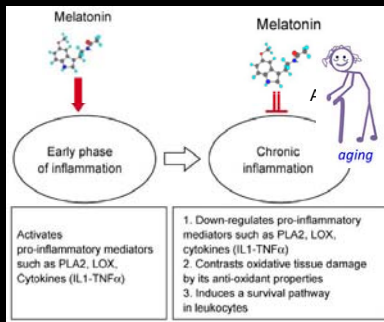 Melatonin
Melatonin
Early phase
of inflammation
Chronic
inflammation
aging
Activates
pro-inflammatory mediators
such as PLA2, LOX,
Cytokines (IL1-TNFα)
1. Down-regulates pro-inflammatory
mediators such as PLA2, LOX,
cytokines (IL1-TNFα)
2. Contrasts oxidative tissue damage
by its anti-oxidant properties
3. Induces a survival pathway
in leukocytes